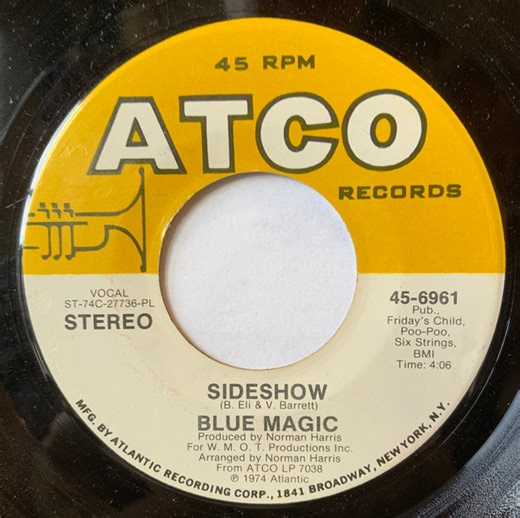 45 RPM
ATCO
RECORDS
VOCAL
ST-74C-27736-PL
STEREO
45-6961
Pub.,
Friday's Child,
Poo-Poo,
Six Strings,
BMI
Time: 4:06
SIDESHOW
(B. Eli & V. Barrett)
BLUE MAGIC
Produced by Norman Harris
For W. M. O. T. Productions Inc.
Arranged by Norman Harris
From ATCO LP 7038
℗ 1974 Atlantic
MFG. BY ATLANTIC RECORDING CORP., 1841 BROADWAY, NEW YORK, N.Y.